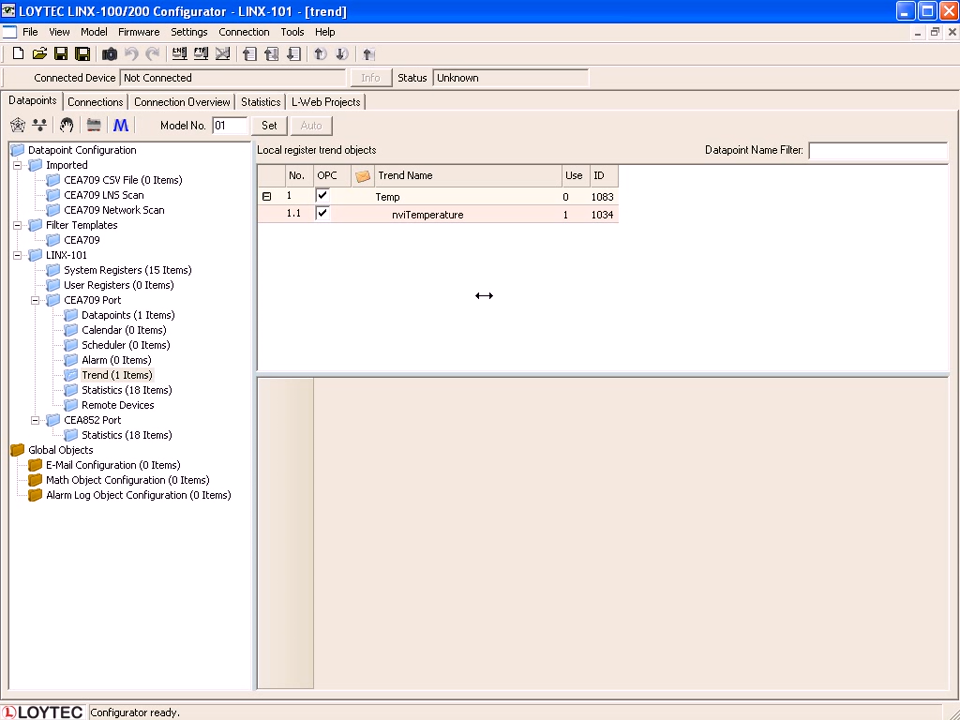 LOYTEC LINX-100/200 Configurator - LINX-101 - [trend]
File View Model Firmware Settings Connection Tools Help
Connected Device Not Connected Info Status Unknown
Datapoints Connections Connection Overview Statistics L-Web Projects
M Model No. 01 Set Auto
Datapoint Configuration
Imported
CEA709 CSV File (0 Items)
CEA709 LNS Scan
CEA709 Network Scan
Filter Templates
CEA709
LINX-101
System Registers (15 Items)
User Registers (0 Items)
CEA709 Port
Datapoints (1 Items)
Calendar (0 Items)
Scheduler (0 Items)
Alarm (0 Items)
Trend (1 Items)
Statistics (18 Items)
Remote Devices
CEA852 Port
Statistics (18 Items)
Global Objects
E-Mail Configuration (0 Items)
Math Object Configuration (0 Items)
Alarm Log Object Configuration (0 Items)
Local register trend objects Datapoint Name Filter:
No. OPC Trend Name Use ID
1 Temp 0 1083
1.1 nviTemperature 1 1034
LOYTEC Configurator ready.